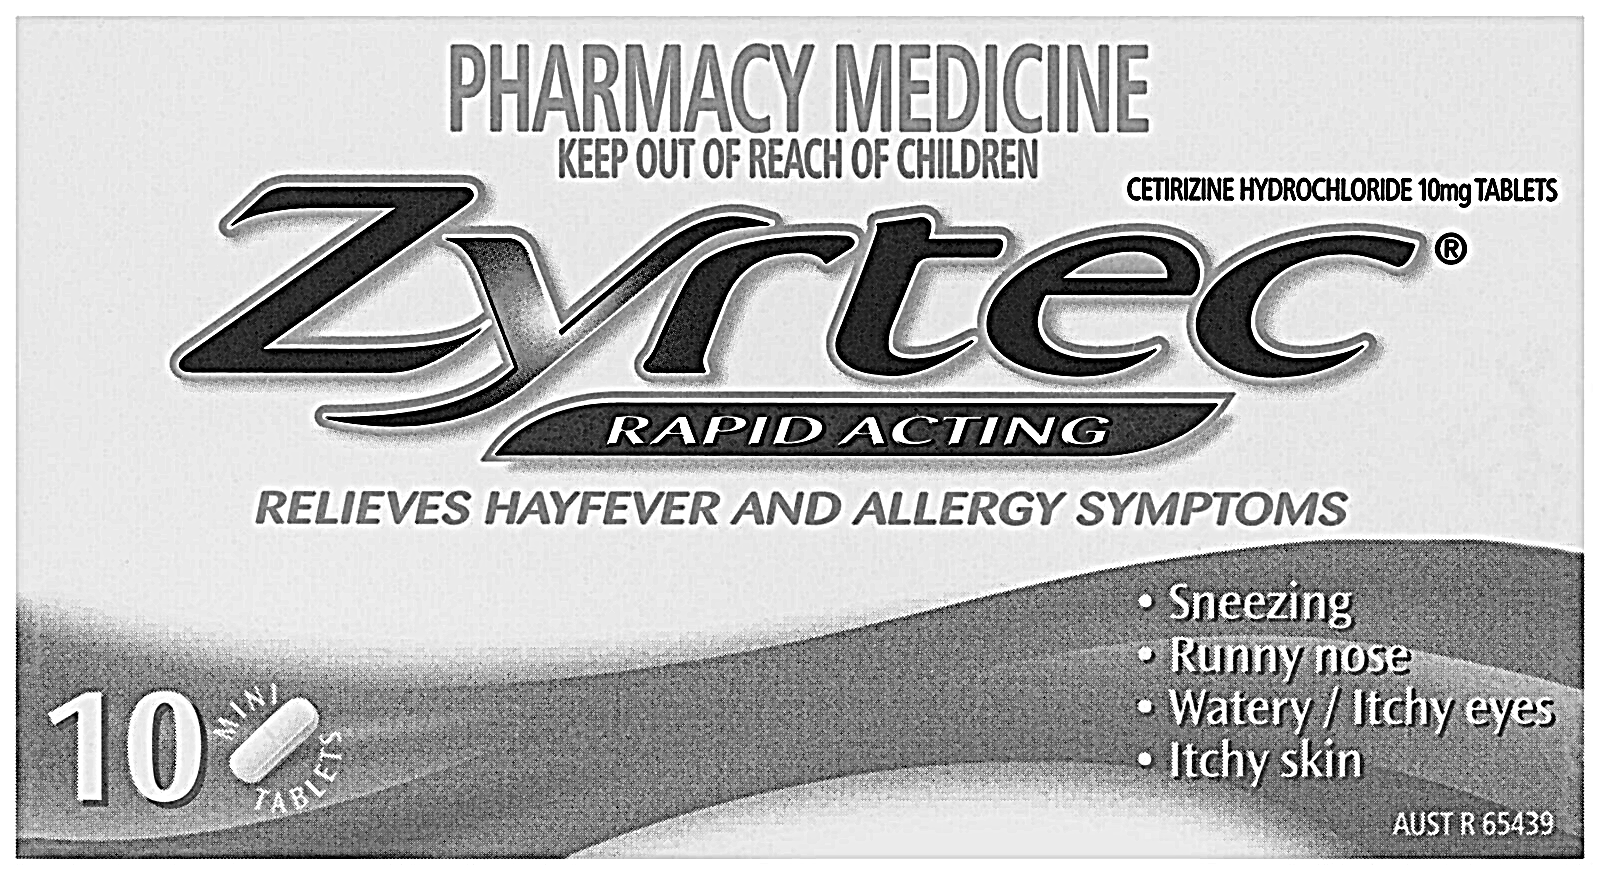 PHARMACY MEDICINE
KEEP OUT OF REACH OF CHILDREN
CETIRIZINE HYDROCHLORIDE 10mg TABLETS
Zyrtec®
RAPID ACTING
RELIEVES HAYFEVER AND ALLERGY SYMPTOMS
• Sneezing
• Runny nose
• Watery / Itchy eyes
• Itchy skin
10
MINI
TABLETS
AUST R 65439